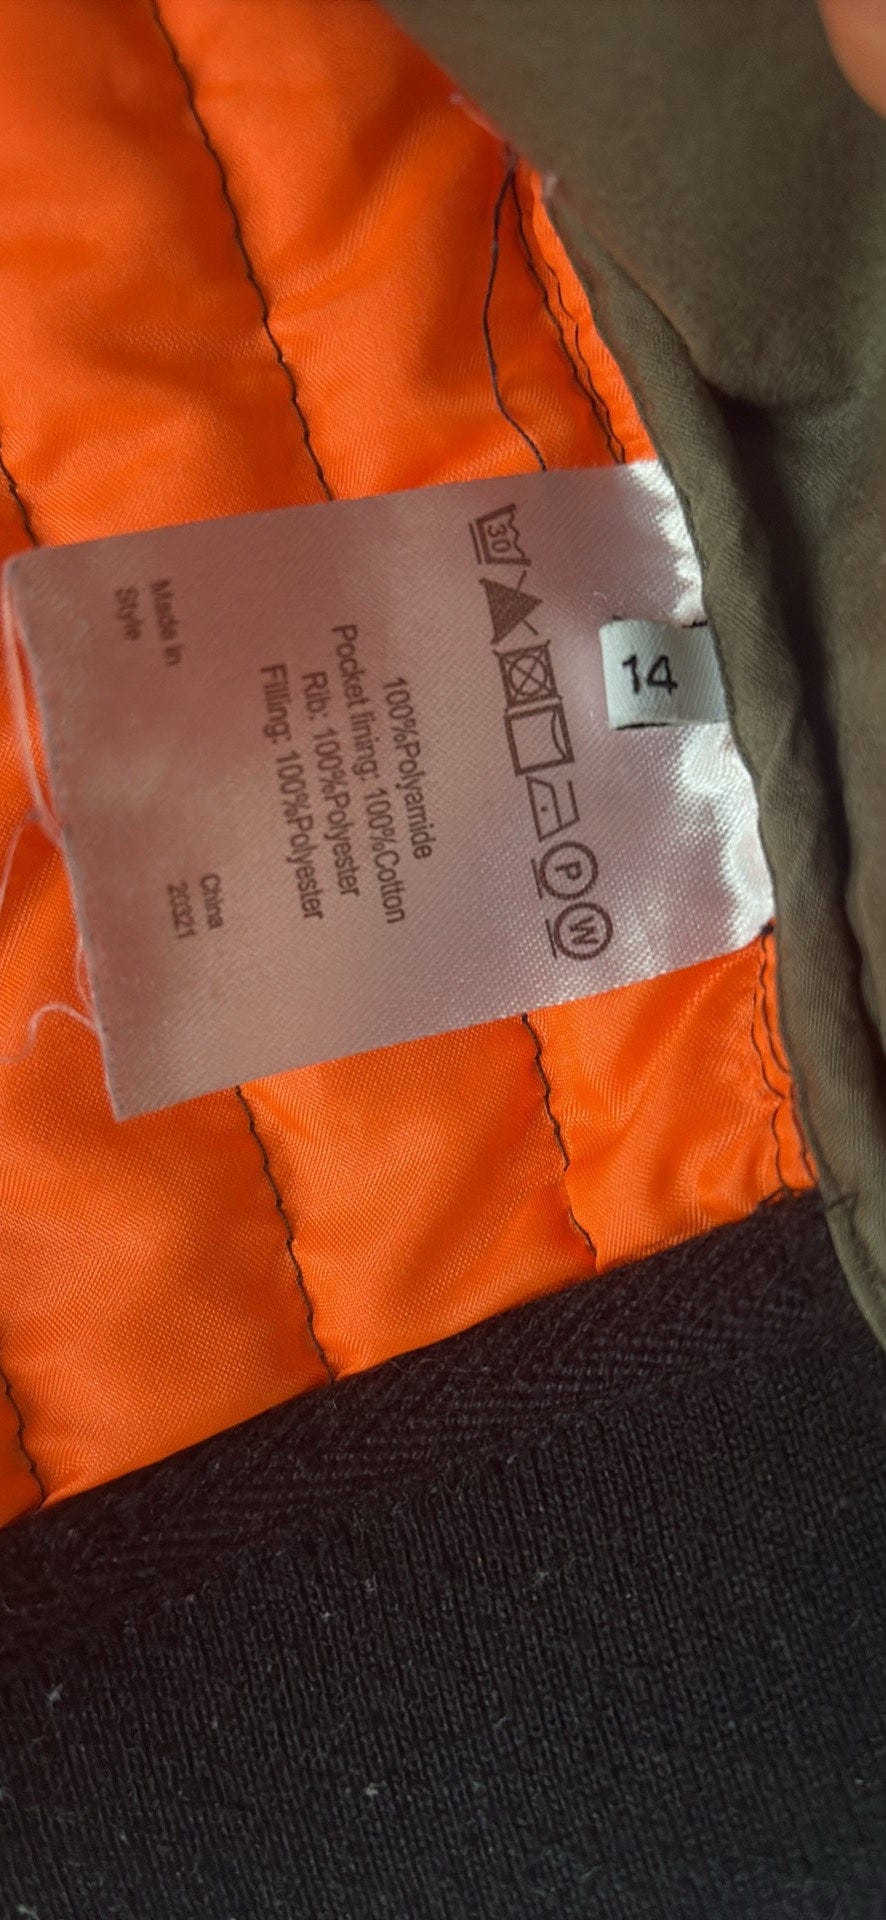 14
30
P
W
100%Polyamide
Pocket lining: 100%Cotton
Rib: 100%Polyester
Filling: 100%Polyester
Made in China
Style 20321